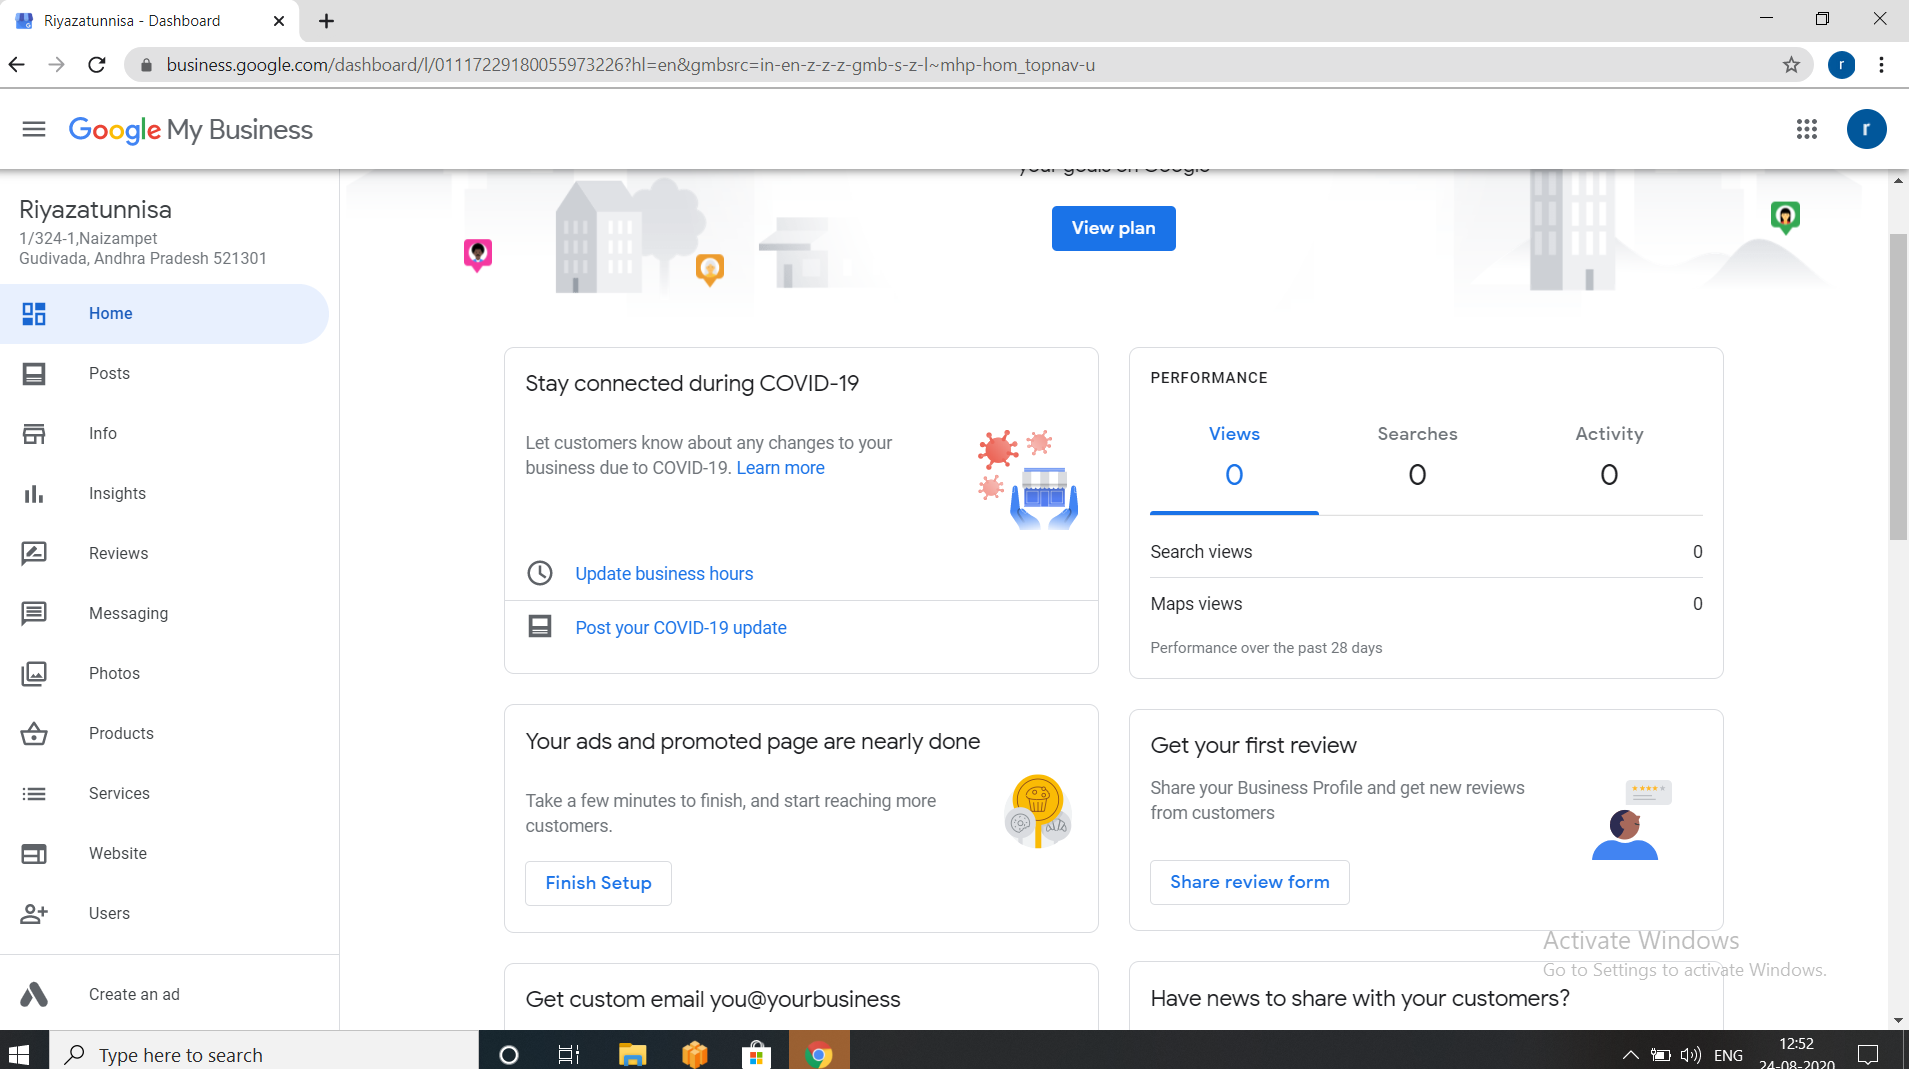 Riyazatunnisa - Dashboard
business.google.com/dashboard/l/01117229180055973226?hl=en&gmbsrc=in-en-z-z-z-gmb-s-z-l~mhp-hom_topnav-u
r
Google My Business
r
Riyazatunnisa
1/324-1,Naizampet
Gudivada, Andhra Pradesh 521301
Home
Posts
Info
Insights
Reviews
Messaging
Photos
Products
Services
Website
Users
Create an ad
your goals on Google
View plan
Stay connected during COVID-19
Let customers know about any changes to your
business due to COVID-19. Learn more
Update business hours
Post your COVID-19 update
PERFORMANCE
Views Searches Activity
0 0 0
Search views 0
Maps views 0
Performance over the past 28 days
Your ads and promoted page are nearly done
Take a few minutes to finish, and start reaching more
customers.
Finish Setup
Get your first review
Share your Business Profile and get new reviews
from customers
Share review form
Get custom email you@yourbusiness
Have news to share with your customers?
Activate Windows
Go to Settings to activate Windows.
Type here to search
ENG
12:52
24-08-2020